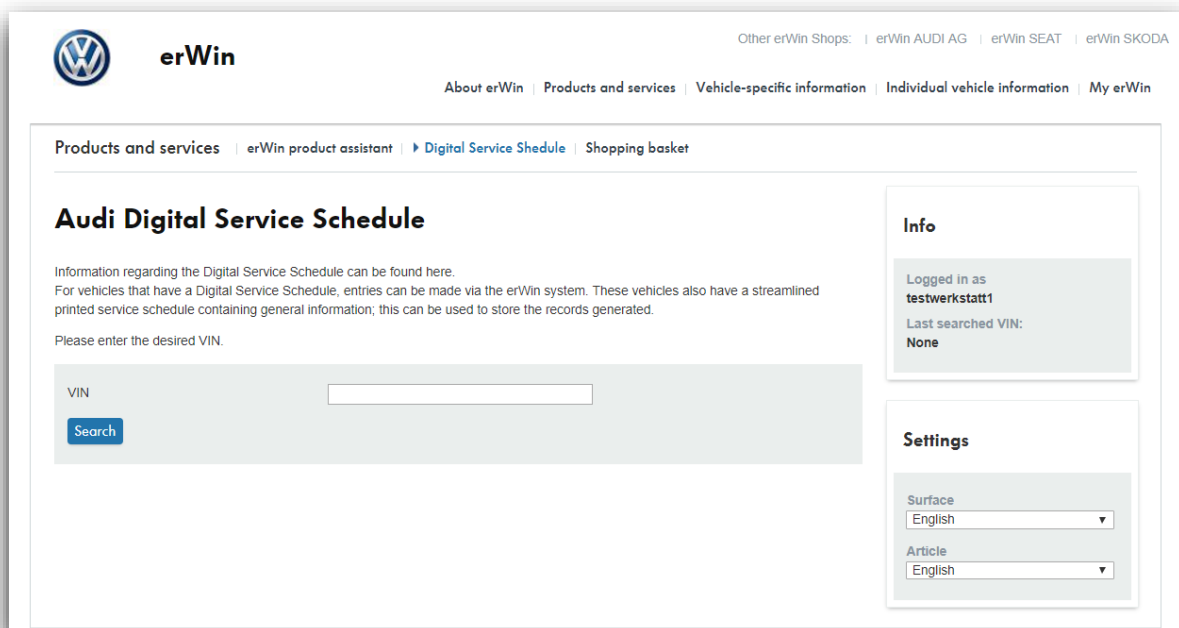 erWin
Other erWin Shops: | erWin AUDI AG | erWin SEAT | erWin SKODA
About erWin | Products and services | Vehicle-specific information | Individual vehicle information | My erWin
Products and services | erWin product assistant | Digital Service Shedule | Shopping basket
Audi Digital Service Schedule
Information regarding the Digital Service Schedule can be found here.
For vehicles that have a Digital Service Schedule, entries can be made via the erWin system. These vehicles also have a streamlined
printed service schedule containing general information; this can be used to store the records generated.
Please enter the desired VIN.
VIN
Search
Info
Logged in as
testwerkstatt1
Last searched VIN:
None
Settings
Surface
English
Article
English